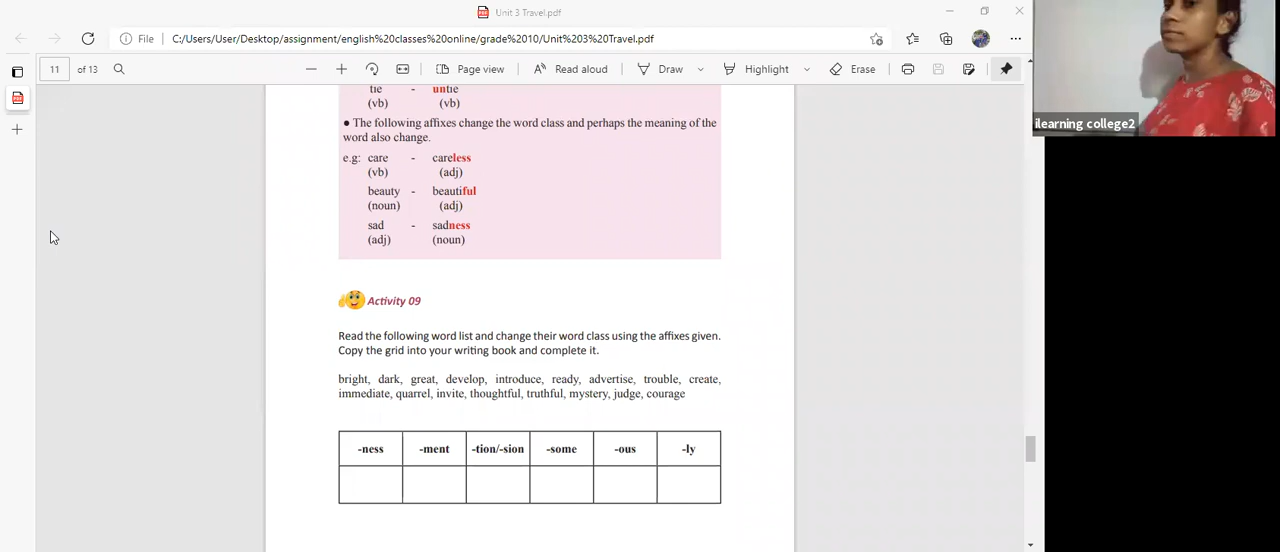 Unit 3 Travel.pdf
File C:/Users/User/Desktop/assignment/english%20classes%20online/grade%2010/Unit%203%20Travel.pdf
11 of 13 Page view Read aloud Draw Highlight Erase
ilearning college2
tie - untie
(vb) (vb)
● The following affixes change the word class and perhaps the meaning of the
word also change.
e.g: care - careless
(vb) (adj)
beauty - beautiful
(noun) (adj)
sad - sadness
(adj) (noun)
Activity 09
Read the following word list and change their word class using the affixes given.
Copy the grid into your writing book and complete it.
bright, dark, great, develop, introduce, ready, advertise, trouble, create,
immediate, quarrel, invite, thoughtful, truthful, mystery, judge, courage
-ness -ment -tion/-sion -some -ous -ly